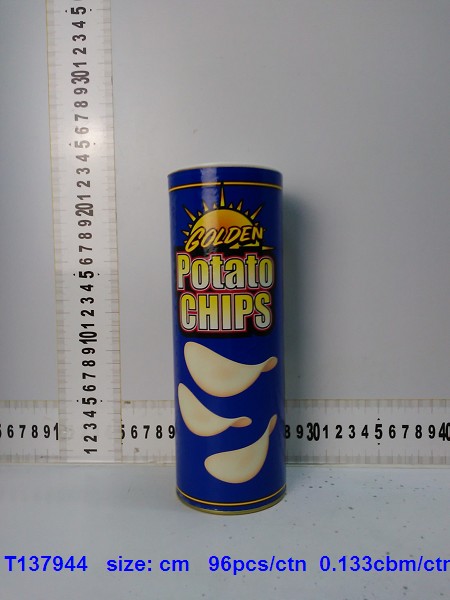 GOLDEN
Potato
CHIPS
T137944 size: cm 96pcs/ctn 0.133cbm/ctn